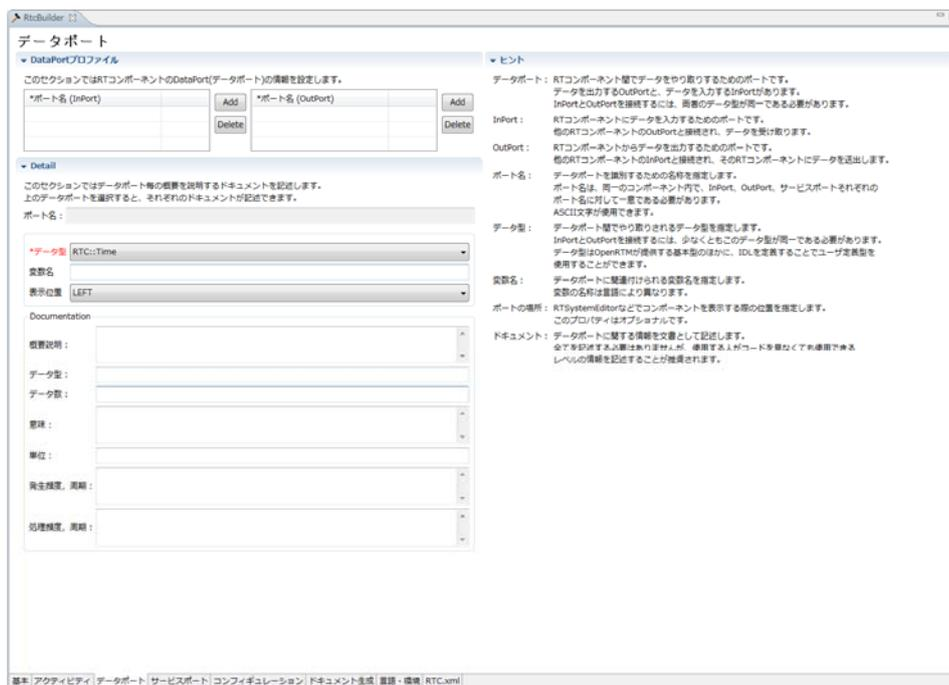 RtcBuilder
データポート
DataPortプロファイル
このセクションではRTコンポーネントのDataPort(データポート)の情報を設定します。
*ポート名 (InPort)
Add
Delete
*ポート名 (OutPort)
Add
Delete
Detail
このセクションではデータポート毎の概要を説明するドキュメントを記述します。
上のデータポートを選択すると、それぞれのドキュメントが記述できます。
ポート名：
*データ型 RTC::Time
変数名
表示位置 LEFT
Documentation
概要説明：
データ型：
データ数：
意味：
単位：
発生頻度, 周期：
処理頻度, 周期：
ヒント
データポート： RTコンポーネント間でデータをやり取りするためのポートです。
データを出力するOutPortと、データを入力するInPortがあります。
InPortとOutPortを接続するには、両者のデータ型が同一である必要があります。
InPort： RTコンポーネントにデータを入力するためのポートです。
他のRTコンポーネントのOutPortと接続され、データを受け取ります。
OutPort： RTコンポーネントからデータを出力するためのポートです。
他のRTコンポーネントのInPortと接続され、そのRTコンポーネントにデータを送出します。
ポート名： データポートを識別するための名称を指定します。
ポート名は、同一のコンポーネント内で、InPort、OutPort、サービスポートそれぞれの
ポート名に対して一意である必要があります。
ASCII文字が使用できます。
データ型： データポート間でやり取りされるデータ型を指定します。
InPortとOutPortを接続するには、少なくともこのデータ型が同一である必要があります。
データ型はOpenRTMが提供する基本型のほかに、IDLを定義することでユーザ定義型を
使用することができます。
変数名： データポートに関連付けられる変数名を指定します。
変数の名称は言語により異なります。
ポートの場所： RTSystemEditorなどでコンポーネントを表示する際の位置を指定します。
このプロパティはオプショナルです。
ドキュメント： データポートに関する情報を文書として記述します。
全てを記述する必要はありませんが、使用する人がコードを見なくても使用できる
レベルの情報を記述することが推奨されます。
基本 アクティビティ データポート サービスポート コンフィギュレーション ドキュメント生成 言語・環境 RTC.xml